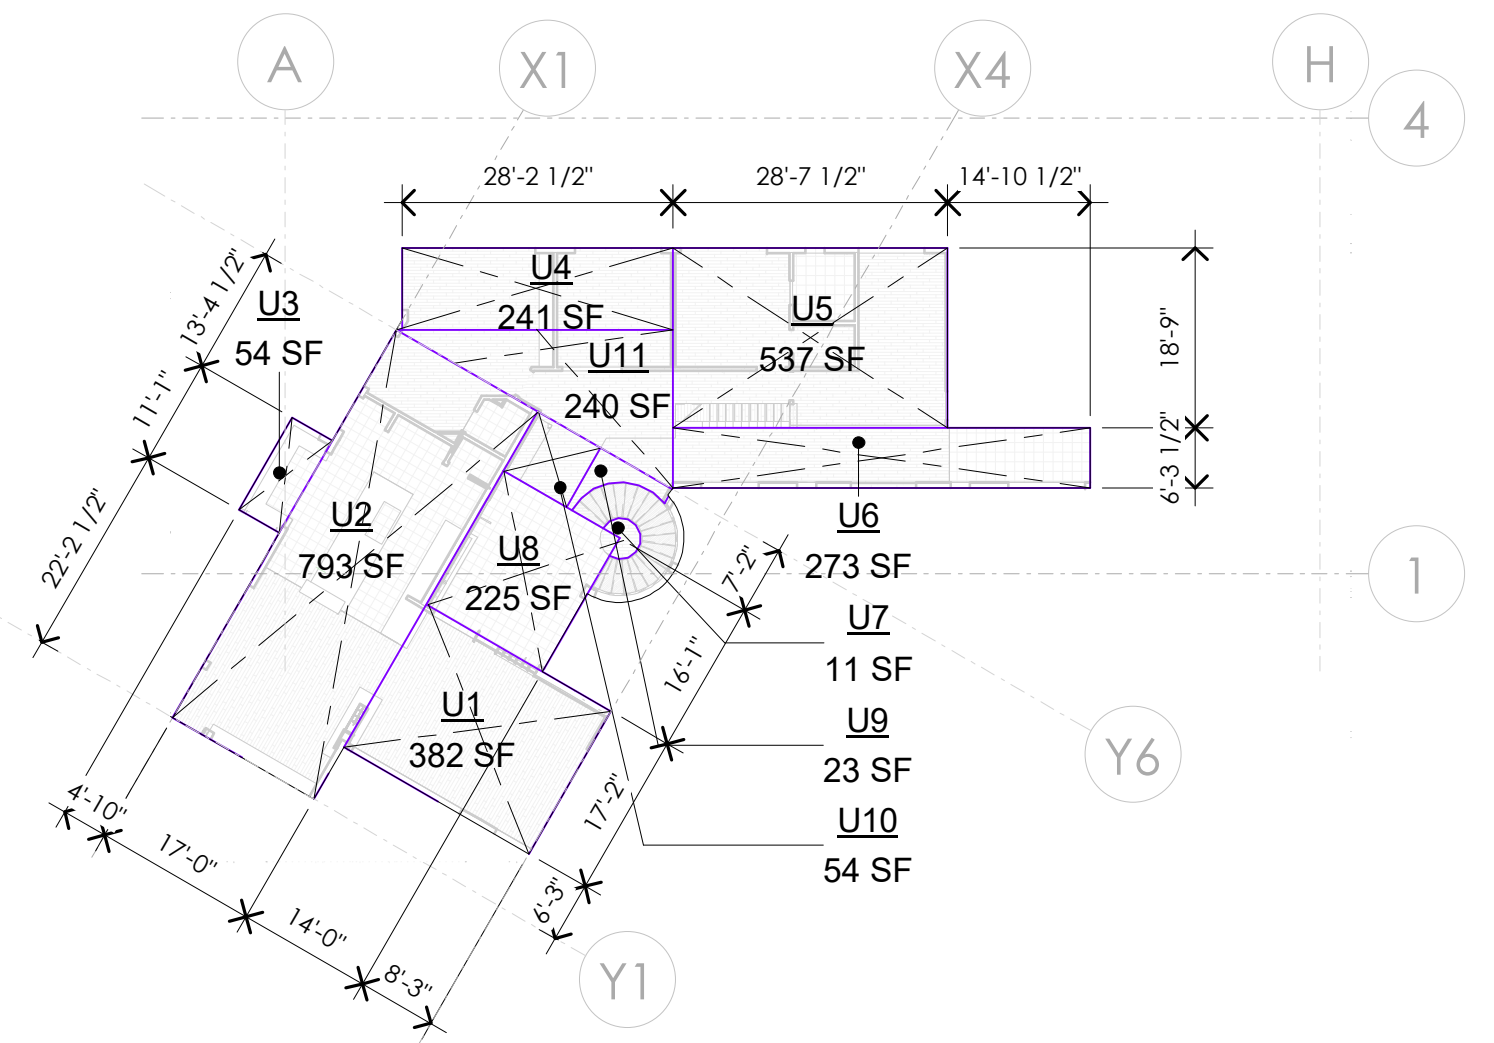 A
X1
X4
H
4
28'-2 1/2"
28'-7 1/2"
14'-10 1/2"
13'-4 1/2"
U3
54 SF
U4
241 SF
U5
537 SF
18'-9"
U11
240 SF
11'-1"
6'-3 1/2"
U2
793 SF
U6
273 SF
22'-2 1/2"
U8
225 SF
7'-2"
1
U7
11 SF
16'-1"
U1
382 SF
U9
23 SF
Y6
17'-2"
U10
54 SF
4'-10"
17'-0"
14'-0"
6'-3"
8'-3"
Y1